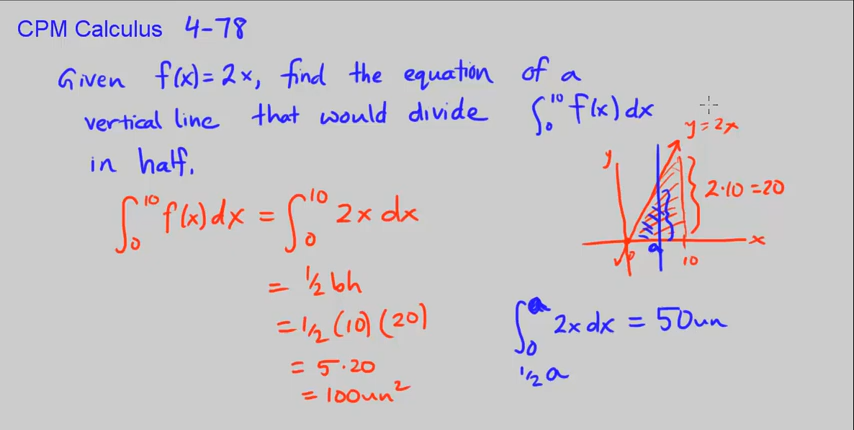 CPM Calculus 4-78
Given f(x) = 2x, find the equation of a
vertical line that would divide ∫₀¹⁰ f(x) dx
in half.
∫₀¹⁰ f(x) dx = ∫₀¹⁰ 2x dx
= 1/2 bh
= 1/2 (10) (20)
= 5·20
= 100un²
y = 2x
y
2·10 = 20
x
a
10
∫₀ᵃ 2x dx = 50un
1/2 a